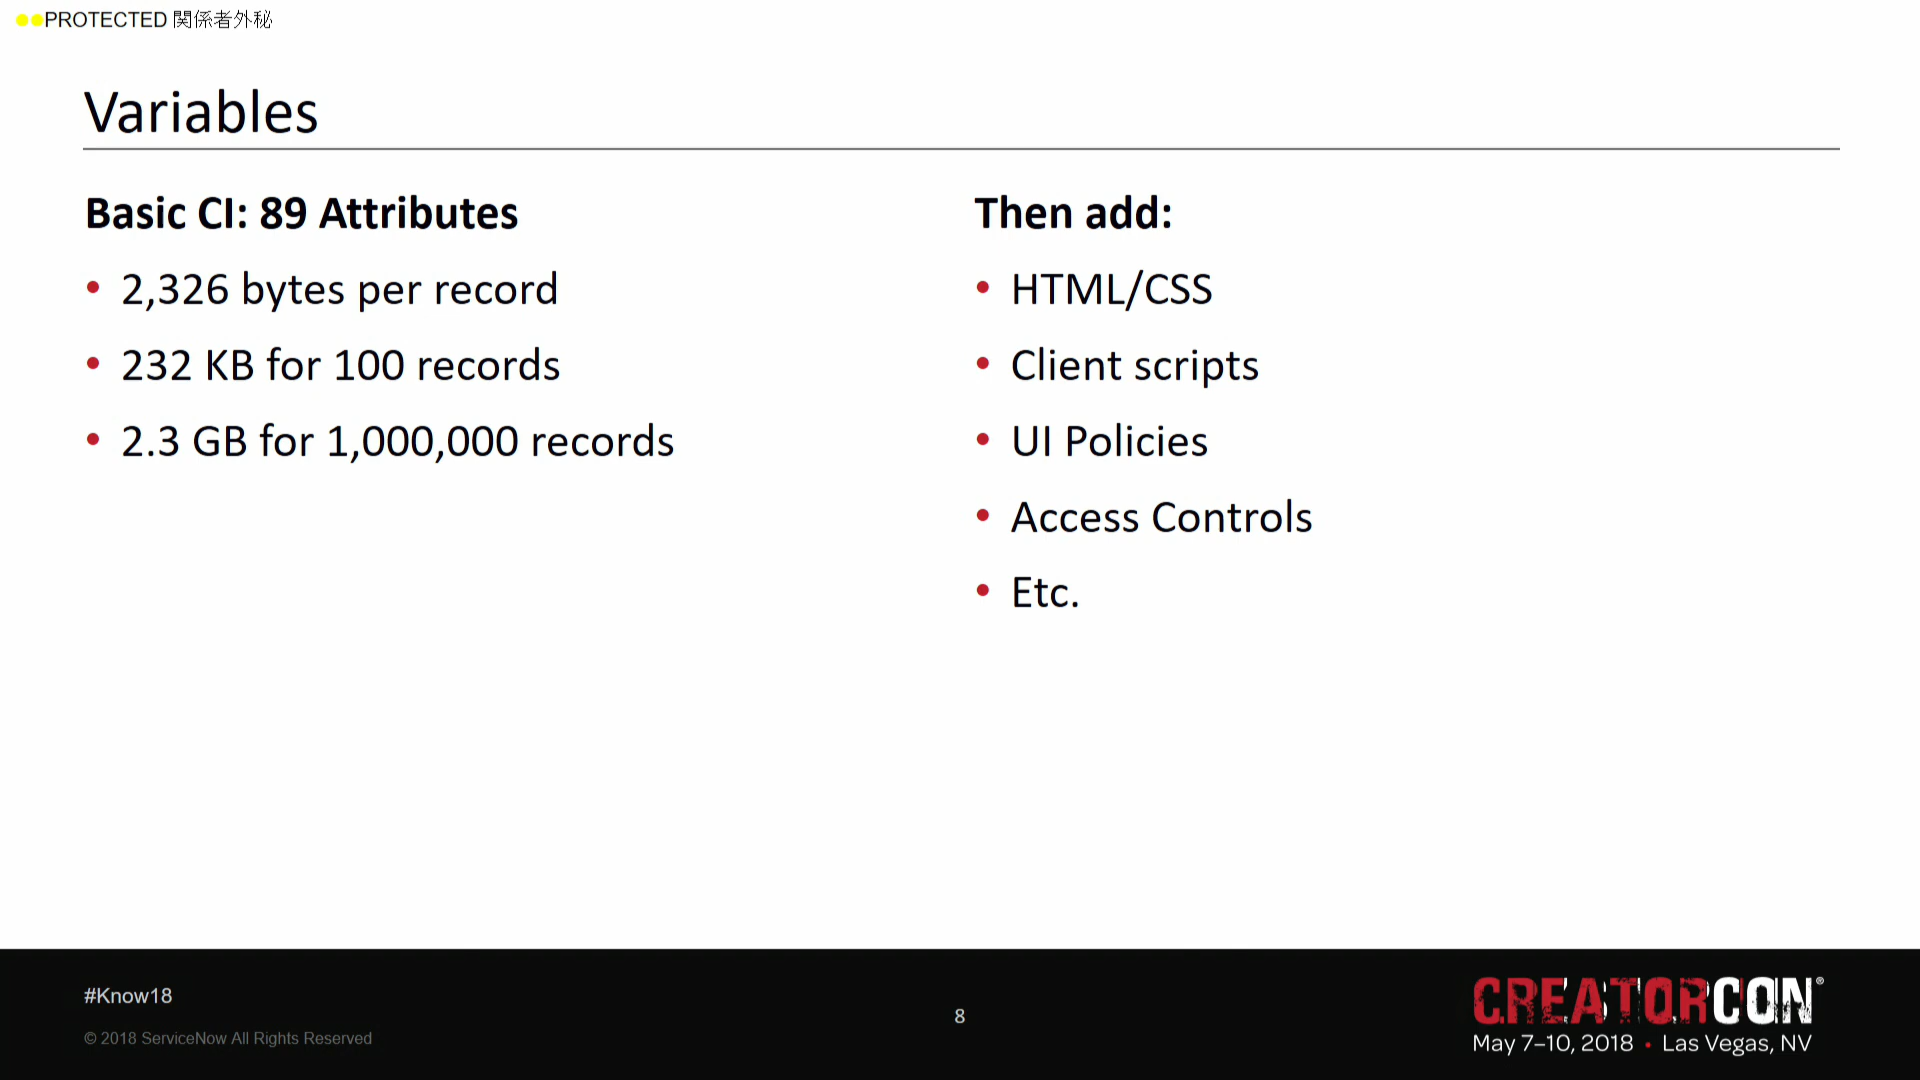 PROTECTED 関係者外秘
Variables
Basic CI: 89 Attributes
• 2,326 bytes per record
• 232 KB for 100 records
• 2.3 GB for 1,000,000 records
Then add:
• HTML/CSS
• Client scripts
• UI Policies
• Access Controls
• Etc.
#Know18
© 2018 ServiceNow All Rights Reserved
8
CREATORCON®
May 7–10, 2018 • Las Vegas, NV